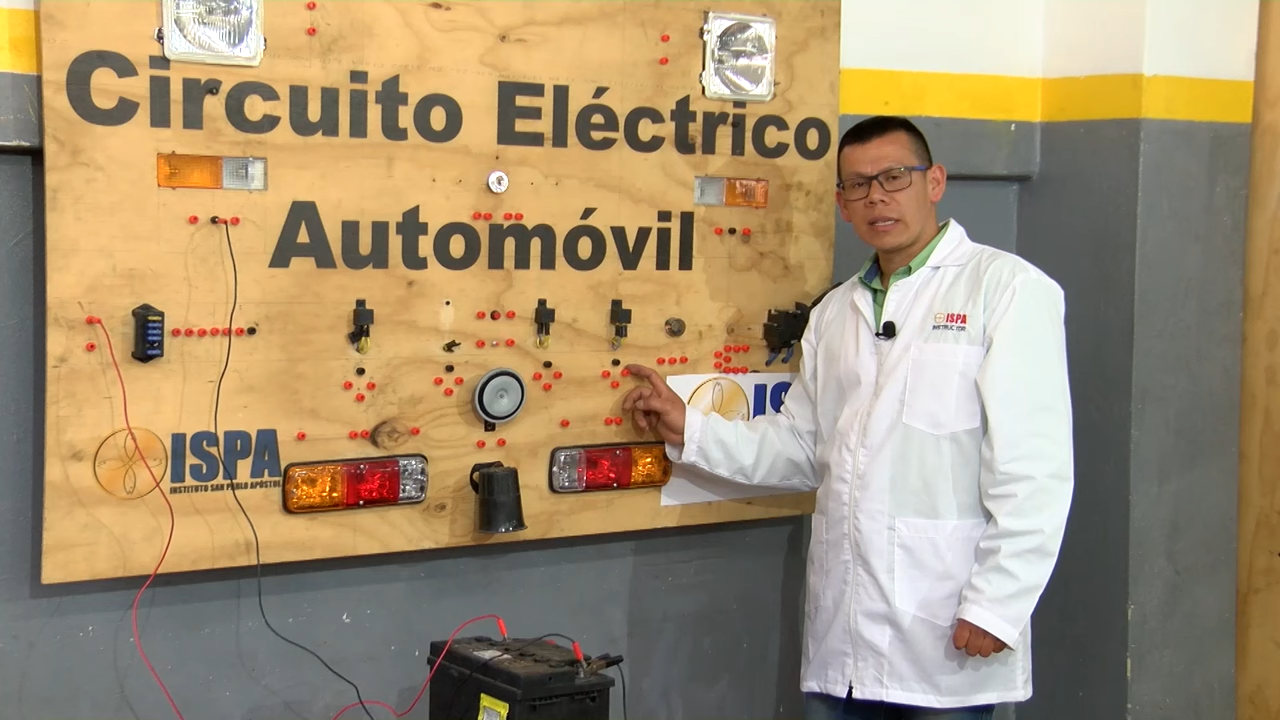 Circuito Eléctrico
Automóvil
ISPA
INSTRUCTOR
IS
ISPA
INSTITUTO SAN PABLO APÓSTOL